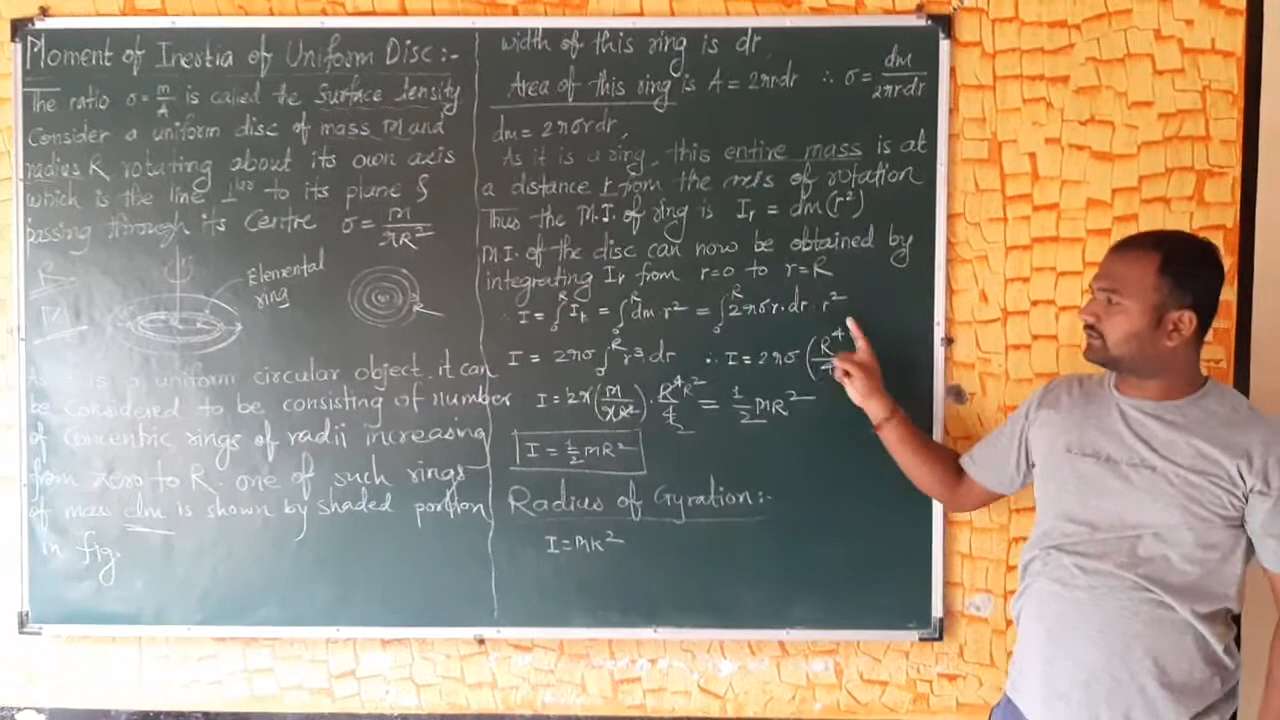 Moment of Inertia of Uniform Disc:-
The ratio σ = m/A is called the Surface density
Consider a uniform disc of mass M and
radius R rotating about its own axis
which is the line ⊥lar to its plane &
passing through its Centre σ = m/πR²
R
M
Elemental
ring
R
As it is a uniform circular object, it can
be considered to be consisting of number
of Concentric rings of radii increasing
from zero to R. one of such rings
of mass dm is shown by shaded portion
in fig.
width of this ring is dr.
Area of this ring is A = 2πrdr ∴ σ = dm/2πrdr
dm = 2πσrdr,
As it is a ring, this entire mass is at
a distance r from the axis of rotation
Thus the M.I. of ring is Ir = dm(r²)
M.I. of the disc can now be obtained by
integrating Ir from r=0 to r=R
∴ I = ∫₀ᴿ Ir = ∫₀ᴿ dm·r² = ∫₀ᴿ 2πσr·dr·r²
I = 2πσ ∫₀ᴿ r³ dr ∴ I = 2πσ (R⁴/4
I = 2π(m/πR²)·R⁴R²/4₂ = 1/2 MR²
I = 1/2 MR²
Radius of Gyration:-
I = MK²